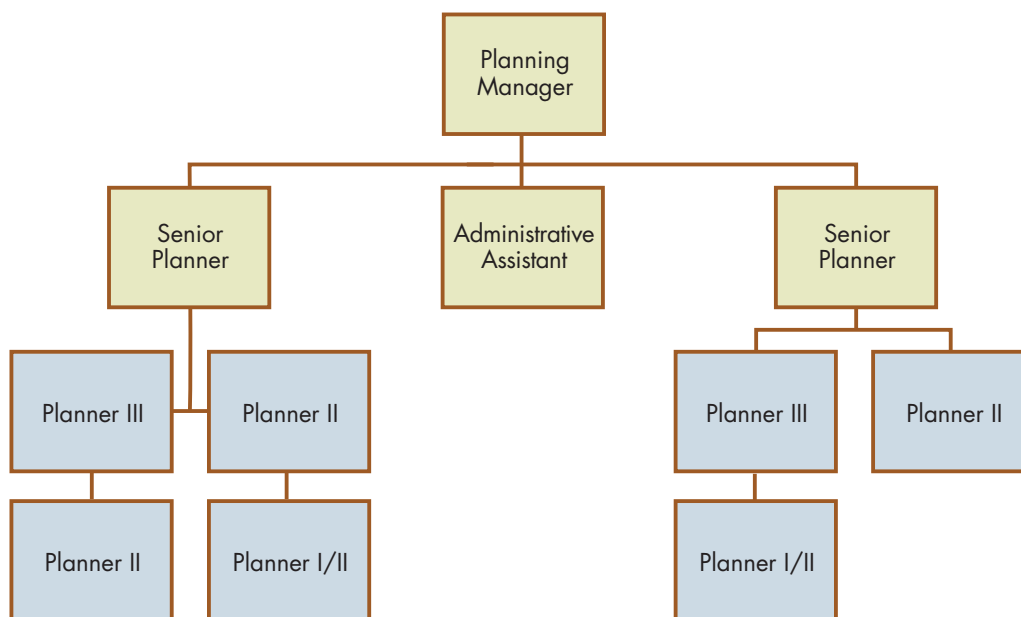 Planning
Manager
Senior
Planner
Administrative
Assistant
Senior
Planner
Planner III
Planner II
Planner III
Planner II
Planner II
Planner I/II
Planner I/II